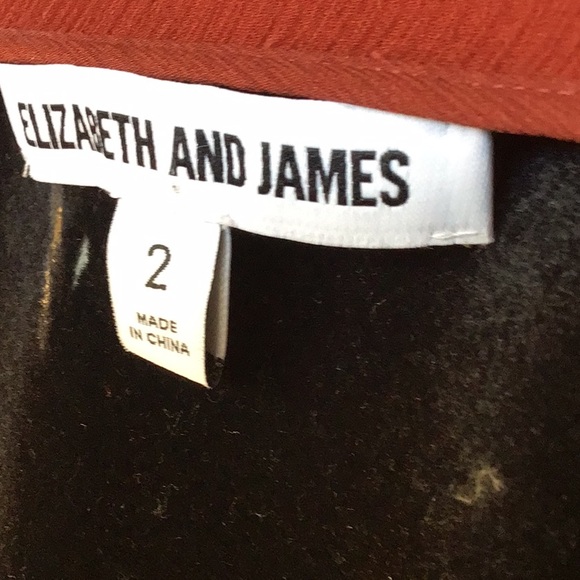 ELIZABETH AND JAMES
2
MADE
IN CHINA